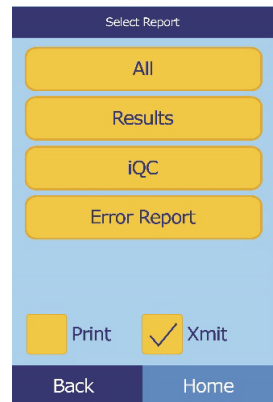 Select Report
All
Results
iQC
Error Report
Print Xmit
Back Home